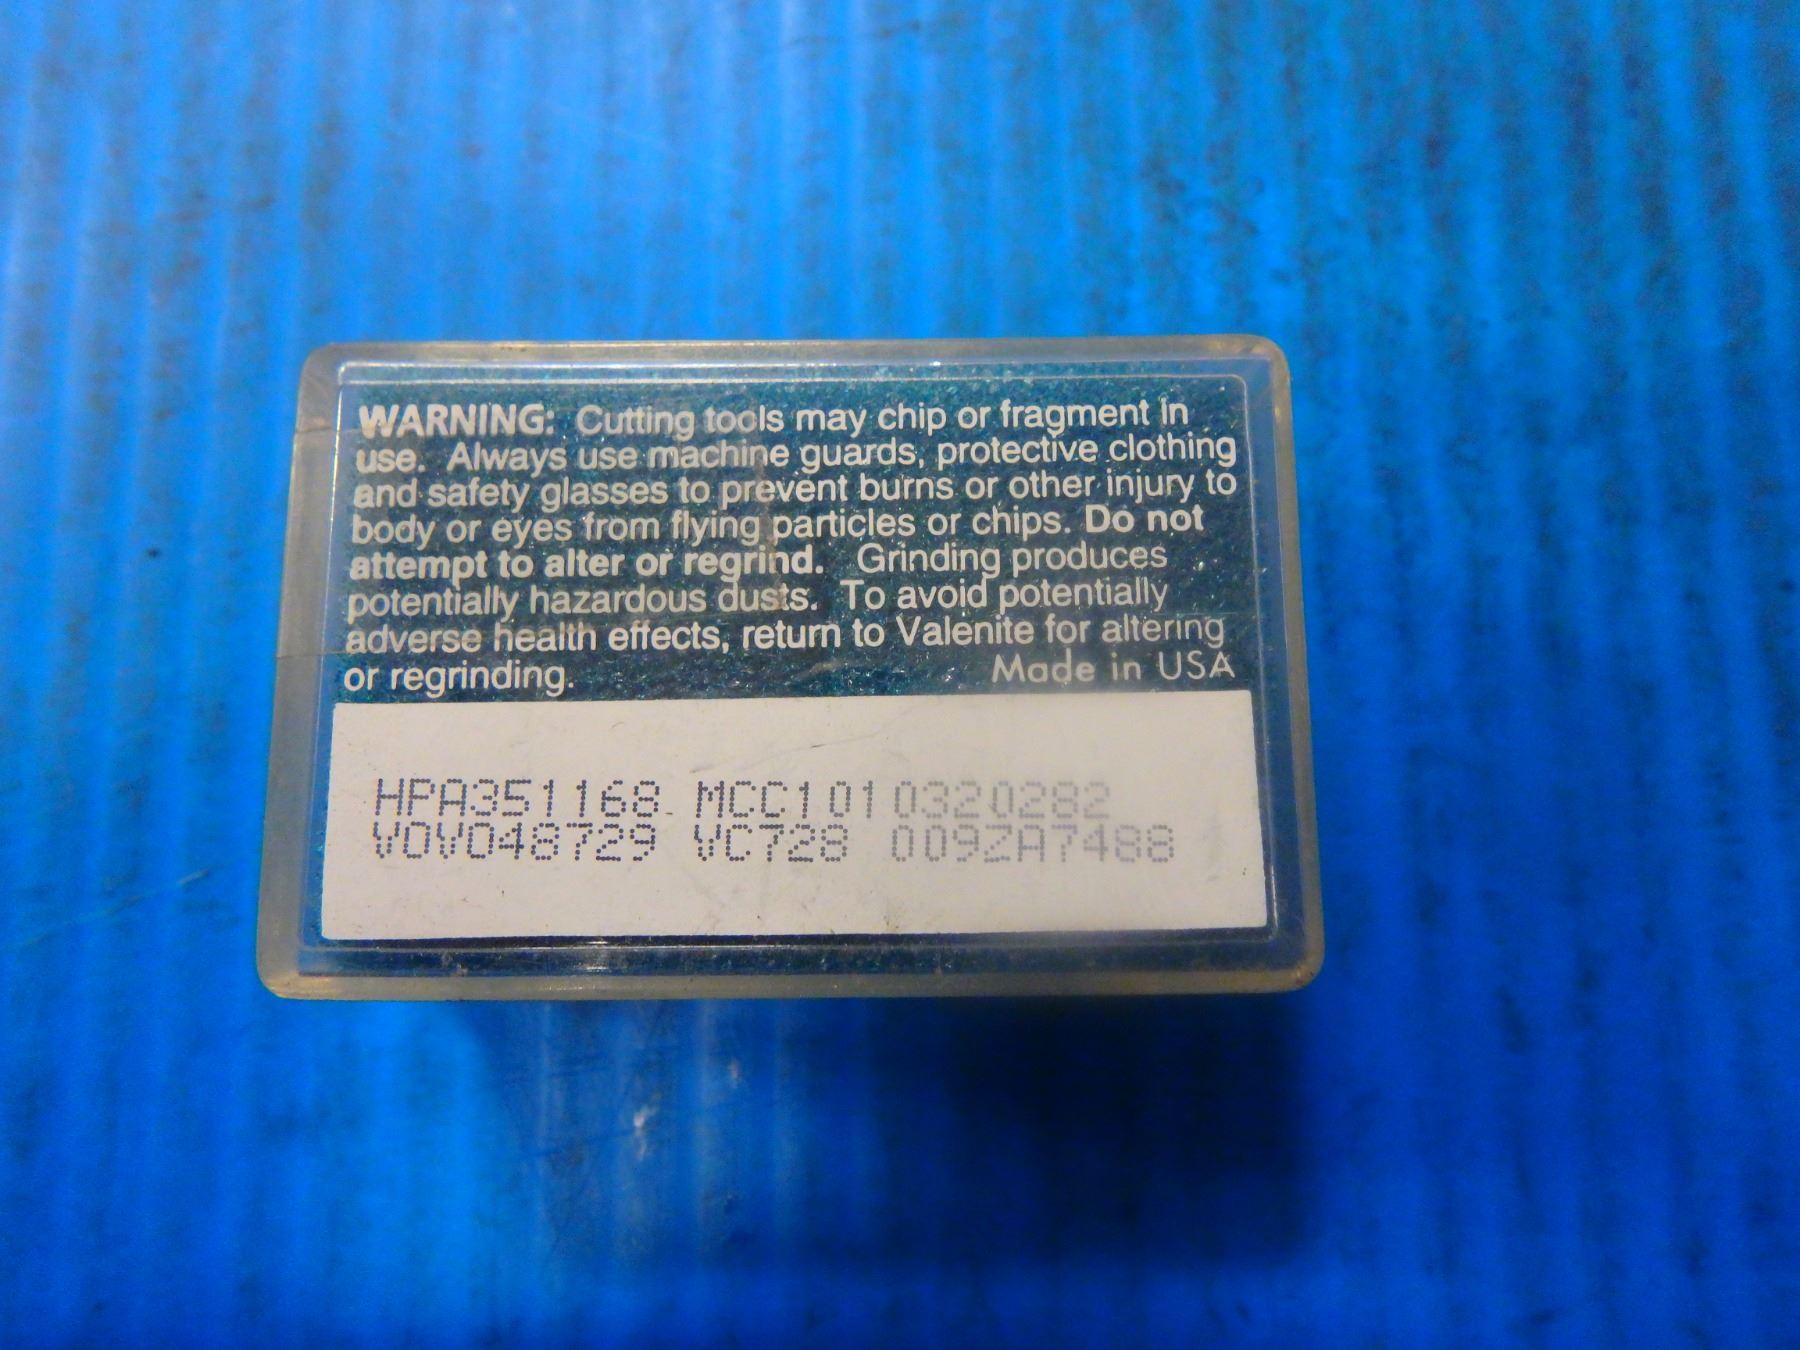 WARNING: Cutting tools may chip or fragment in
use. Always use machine guards, protective clothing
and safety glasses to prevent burns or other injury to
body or eyes from flying particles or chips. Do not
attempt to alter or regrind. Grinding produces
potentially hazardous dusts. To avoid potentially
adverse health effects, return to Valenite for altering
or regrinding. Made in USA
HPA351168 MCC101 0320282
VOVO48729 VC728 009ZA7488